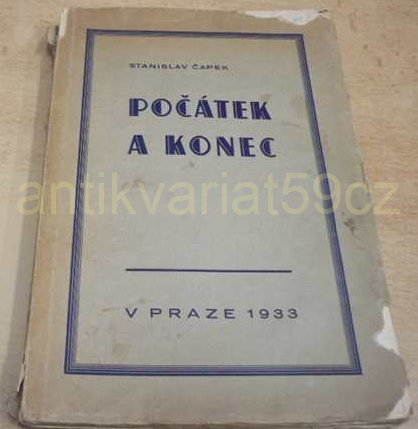 STANISLAV ČAPEK
POČÁTEK
A KONEC
antikvariat59cz
V PRAZE 1933